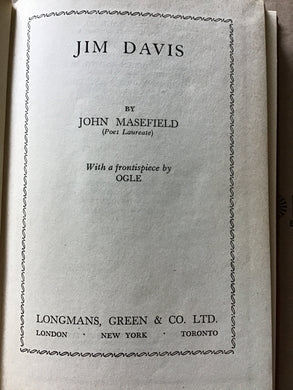 JIM DAVIS
BY
JOHN MASEFIELD
(Poet Laureate)
With a frontispiece by
OGLE
LONGMANS, GREEN & CO. LTD.
LONDON · NEW YORK · TORONTO